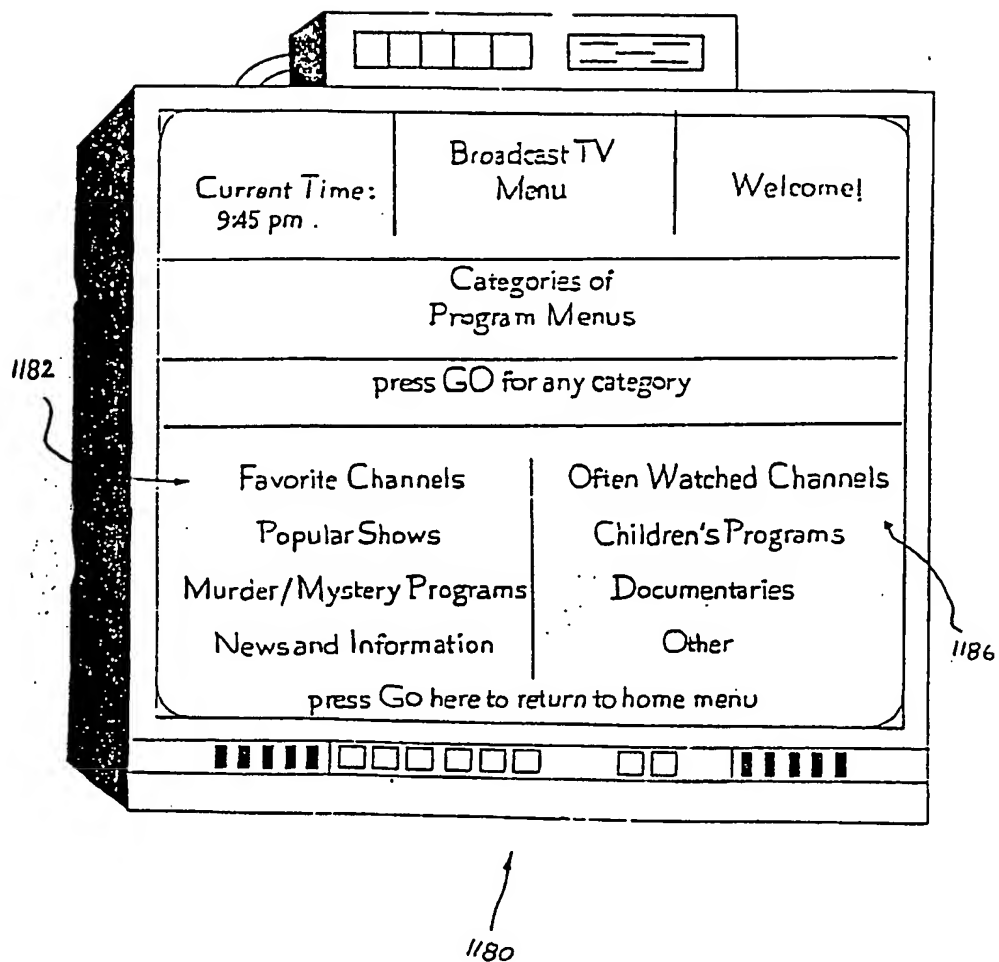 Current Time:
9:45 pm .
Broadcast TV
Menu
Welcome!
Categories of
Program Menus
press GO for any category
Favorite Channels
Popular Shows
Murder/Mystery Programs
News and Information
Often Watched Channels
Children's Programs
Documentaries
Other
press Go here to return to home menu
1182
1186
1180